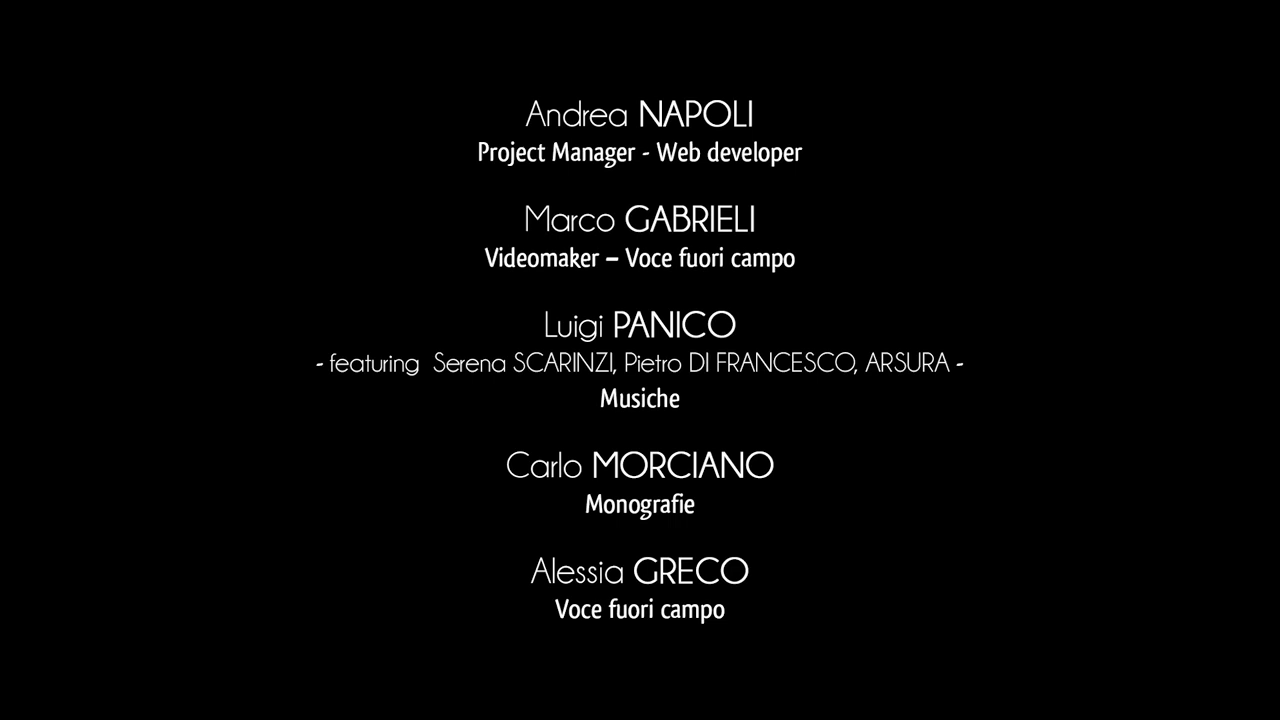 Andrea NAPOLI
Project Manager - Web developer
Marco GABRIELI
Videomaker – Voce fuori campo
Luigi PANICO
- featuring Serena SCARINZI, Pietro DI FRANCESCO, ARSURA -
Musiche
Carlo MORCIANO
Monografie
Alessia GRECO
Voce fuori campo